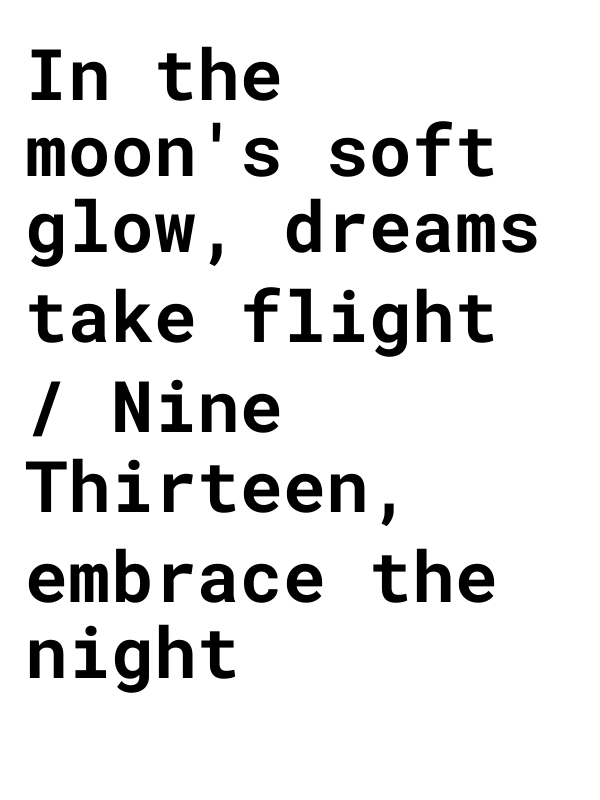 In the
moon's soft
glow, dreams
take flight
/ Nine
Thirteen,
embrace the
night